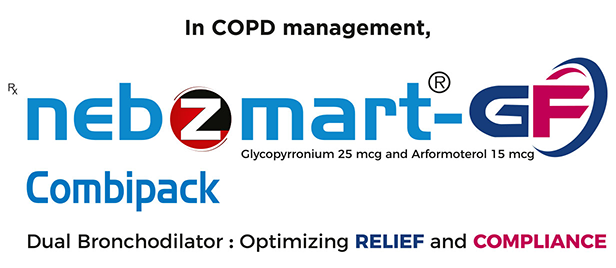 In COPD management,
Rx nebzmart®-GF
Glycopyrronium 25 mcg and Arformoterol 15 mcg
Combipack
Dual Bronchodilator : Optimizing RELIEF and COMPLIANCE